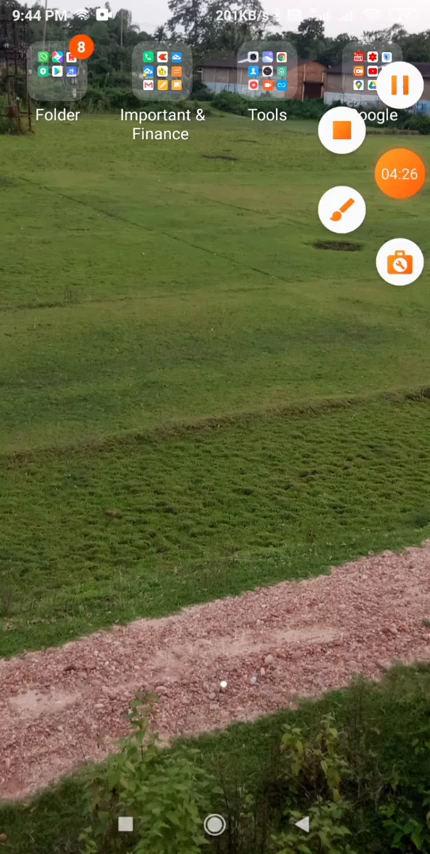 9:44 PM
201KB/s
8
Folder
Important &
Finance
Tools
oogle
04:26